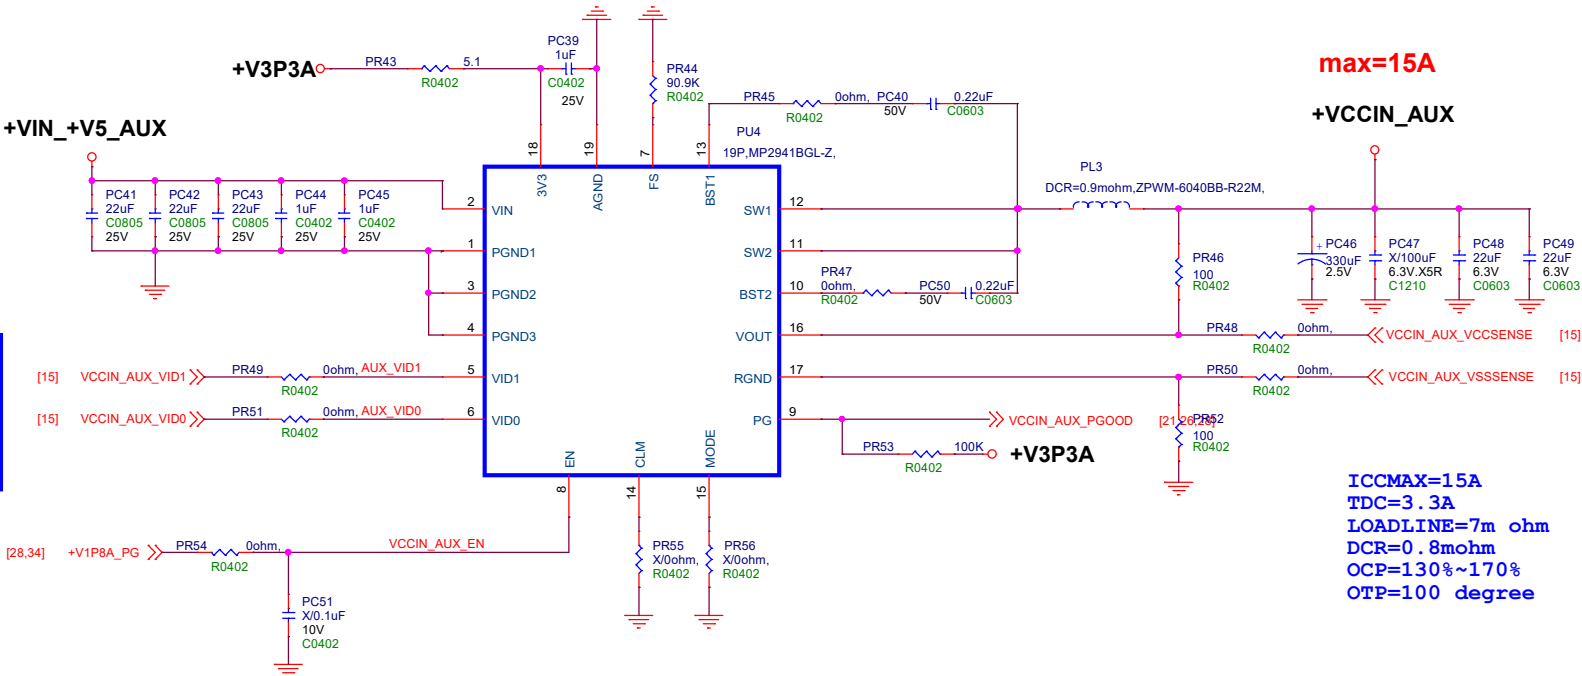 +V3P3A
PR43
5.1
R0402
PC39
1uF
C0402
25V
PR44
90.9K
R0402
PR45
0ohm,
R0402
PC40
50V
0.22uF
C0603
max=15A
+VCCIN_AUX
+VIN_+V5_AUX
PU4
19P,MP2941BGL-Z,
18
19
7
13
3V3
AGND
FS
BST1
PL3
DCR=0.9mohm,ZPWM-6040BB-R22M,
PC41
22uF
C0805
25V
PC42
22uF
C0805
25V
PC43
22uF
C0805
25V
PC44
1uF
C0402
25V
PC45
1uF
C0402
25V
2
VIN
1
PGND1
3
PGND2
4
PGND3
5
VID1
6
VID0
SW1
12
SW2
11
BST2
10
VOUT
16
RGND
17
PG
9
EN
CLM
MODE
8
14
15
PR47
0ohm,
R0402
PC50
50V
0.22uF
C0603
PR46
100
R0402
+
PC46
330uF
2.5V
PC47
X/100uF
6.3V.X5R
C1210
PC48
22uF
6.3V
C0603
PC49
22uF
6.3V
C0603
PR48
0ohm,
R0402
VCCIN_AUX_VCCSENSE
[15]
PR50
0ohm,
R0402
VCCIN_AUX_VSSSENSE
[15]
[15]
VCCIN_AUX_VID1
PR49
0ohm,
AUX_VID1
R0402
[15]
VCCIN_AUX_VID0
PR51
0ohm,
AUX_VID0
R0402
VCCIN_AUX_PGOOD
PR52
100
R0402
PR53
100K
R0402
+V3P3A
[28,34]
+V1P8A_PG
PR54
0ohm,
R0402
VCCIN_AUX_EN
PC51
X/0.1uF
10V
C0402
PR55
X/0ohm,
R0402
PR56
X/0ohm,
R0402
ICCMAX=15A
TDC=3.3A
LOADLINE=7m ohm
DCR=0.8mohm
OCP=130%~170%
OTP=100 degree